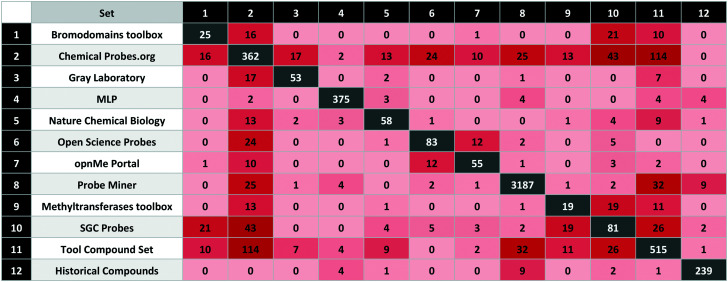 Set 1 2 3 4 5 6 7 8 9 10 11 12
1 Bromodomains toolbox 25 16 0 0 0 0 1 0 0 21 10 0
2 Chemical Probes.org 16 362 17 2 13 24 10 25 13 43 114 0
3 Gray Laboratory 0 17 53 0 2 0 0 1 0 0 7 0
4 MLP 0 2 0 375 3 0 0 4 0 0 4 4
5 Nature Chemical Biology 0 13 2 3 58 1 0 0 1 4 9 1
6 Open Science Probes 0 24 0 0 1 83 12 2 0 5 0 0
7 opnMe Portal 1 10 0 0 0 12 55 1 0 3 2 0
8 Probe Miner 0 25 1 4 0 2 1 3187 1 2 32 9
9 Methyltransferases toolbox 0 13 0 0 1 0 0 1 19 19 11 0
10 SGC Probes 21 43 0 0 4 5 3 2 19 81 26 2
11 Tool Compound Set 10 114 7 4 9 0 2 32 11 26 515 1
12 Historical Compounds 0 0 0 4 1 0 0 9 0 2 1 239